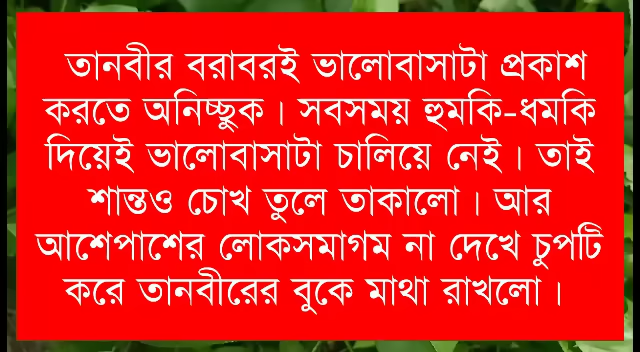 তানবীর বরাবরই ভালোবাসাটা প্রকাশ
করতে অনিচ্ছুক। সবসময় হুমকি-ধমকি
দিয়েই ভালোবাসাটা চালিয়ে নেই। তাই
শান্তও চোখ তুলে তাকালো। আর
আশেপাশের লোকসমাগম না দেখে চুপটি
করে তানবীরের বুকে মাথা রাখলো।